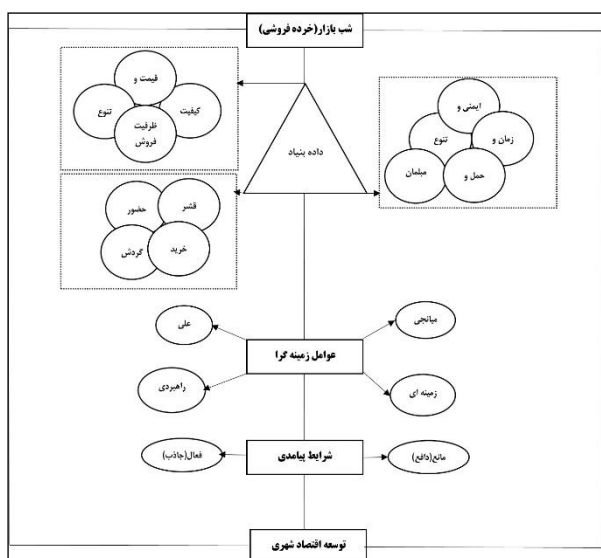 شب بازار(خرده فروشی)
قیمت و
تنوع
کیفیت
ظرفیت
فروش
ایمنی و
تنوع
زمان و
مبلمان
حمل و
داده بنیاد
قشر
حضور
خرید
گردش
میانجی
علی
عوامل زمینه گرا
زمینه ای
راهبردی
شرایط پیامدی
مانع(دافع)
فعال(جاذب)
توسعه اقتصاد شهری